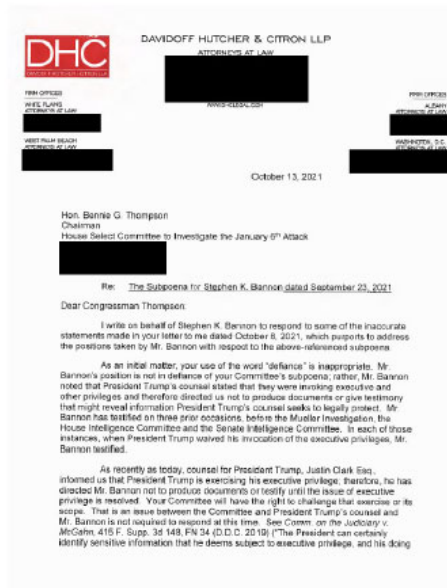 DHC
DAVIDOFF HUTCHER & CITRON LLP
DAVIDOFF HUTCHER & CITRON LLP
ATTORNEYS AT LAW
FIRM OFFICES
WHITE PLAINS
ATTORNEYS AT LAW
WEST PALM BEACH
ATTORNEYS AT LAW
WWW.DHCLEGAL.COM
FIRM OFFICES
ALBANY
ATTORNEYS AT LAW
WASHINGTON, D.C.
ATTORNEYS AT LAW
October 13, 2021
Hon. Bennie G. Thompson
Chairman
House Select Committee to Investigate the January 6th Attack
Re: The Subpoena for Stephen K. Bannon dated September 23, 2021
Dear Congressman Thompson:
I write on behalf of Stephen K. Bannon to respond to some of the inaccurate
statements made in your letter to me dated October 8, 2021, which purports to address
the positions taken by Mr. Bannon with respect to the above-referenced subpoena.
As an initial matter, your use of the word "defiance" is inappropriate. Mr.
Bannon's position is not in defiance of your Committee's subpoena; rather, Mr. Bannon
noted that President Trump's counsel stated that they were invoking executive and
other privileges and therefore directed us not to produce documents or give testimony
that might reveal information President Trump's counsel seeks to legally protect. Mr
Bannon has testified on three prior occasions, before the Mueller Investigation, the
House Intelligence Committee and the Senate Intelligence Committee. In each of those
instances, when President Trump waived his invocation of the executive privileges, Mr.
Bannon testified.
As recently as today, counsel for President Trump, Justin Clark Esq.,
informed us that President Trump is exercising his executive privilege; therefore, he has
directed Mr. Bannon not to produce documents or testify until the issue of executive
privilege is resolved. Your Committee will have the right to challenge that exercise or its
scope. That is an issue between the Committee and President Trump's counsel and
Mr. Bannon is not required to respond at this time. See Comm. on the Judiciary v.
McGahn, 415 F. Supp. 3d 148, FN 34 (D.D.C. 2019) ("The President can certainly
identify sensitive information that he deems subject to executive privilege, and his doing